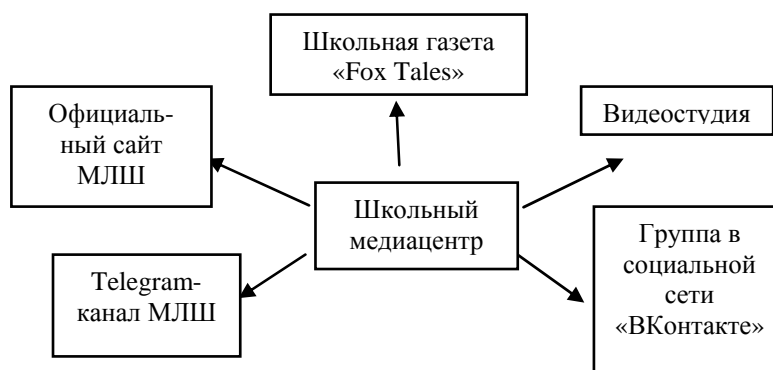 Школьная газета
«Fox Tales»
Официаль-
ный сайт
МЛШ
Видеостудия
Школьный
медиацентр
Telegram-
канал МЛШ
Группа в
социальной
сети
«ВКонтакте»